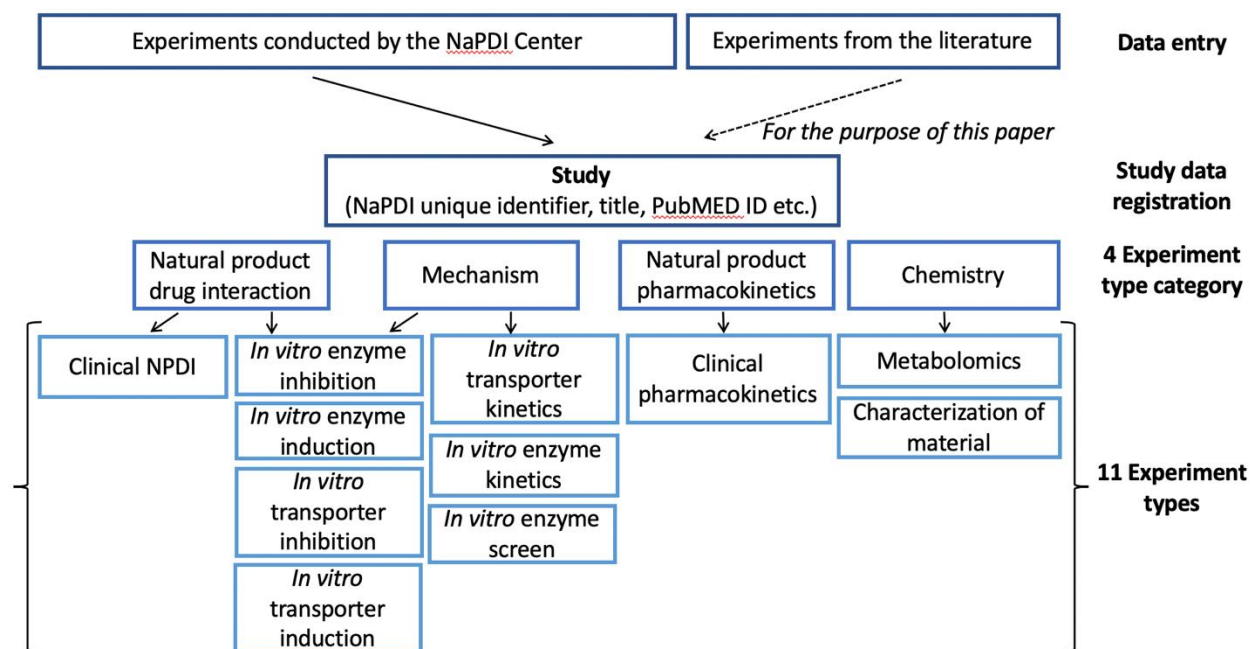 Experiments conducted by the NaPDI Center
Experiments from the literature
Data entry
For the purpose of this paper
Study
(NaPDI unique identifier, title, PubMED ID etc.)
Study data
registration
Natural product
drug interaction
Mechanism
Natural product
pharmacokinetics
Chemistry
4 Experiment
type category
Clinical NPDI
In vitro enzyme
inhibition
In vitro enzyme
induction
In vitro
transporter
inhibition
In vitro
transporter
induction
In vitro
transporter
kinetics
In vitro enzyme
kinetics
In vitro enzyme
screen
Clinical
pharmacokinetics
Metabolomics
Characterization of
material
11 Experiment
types